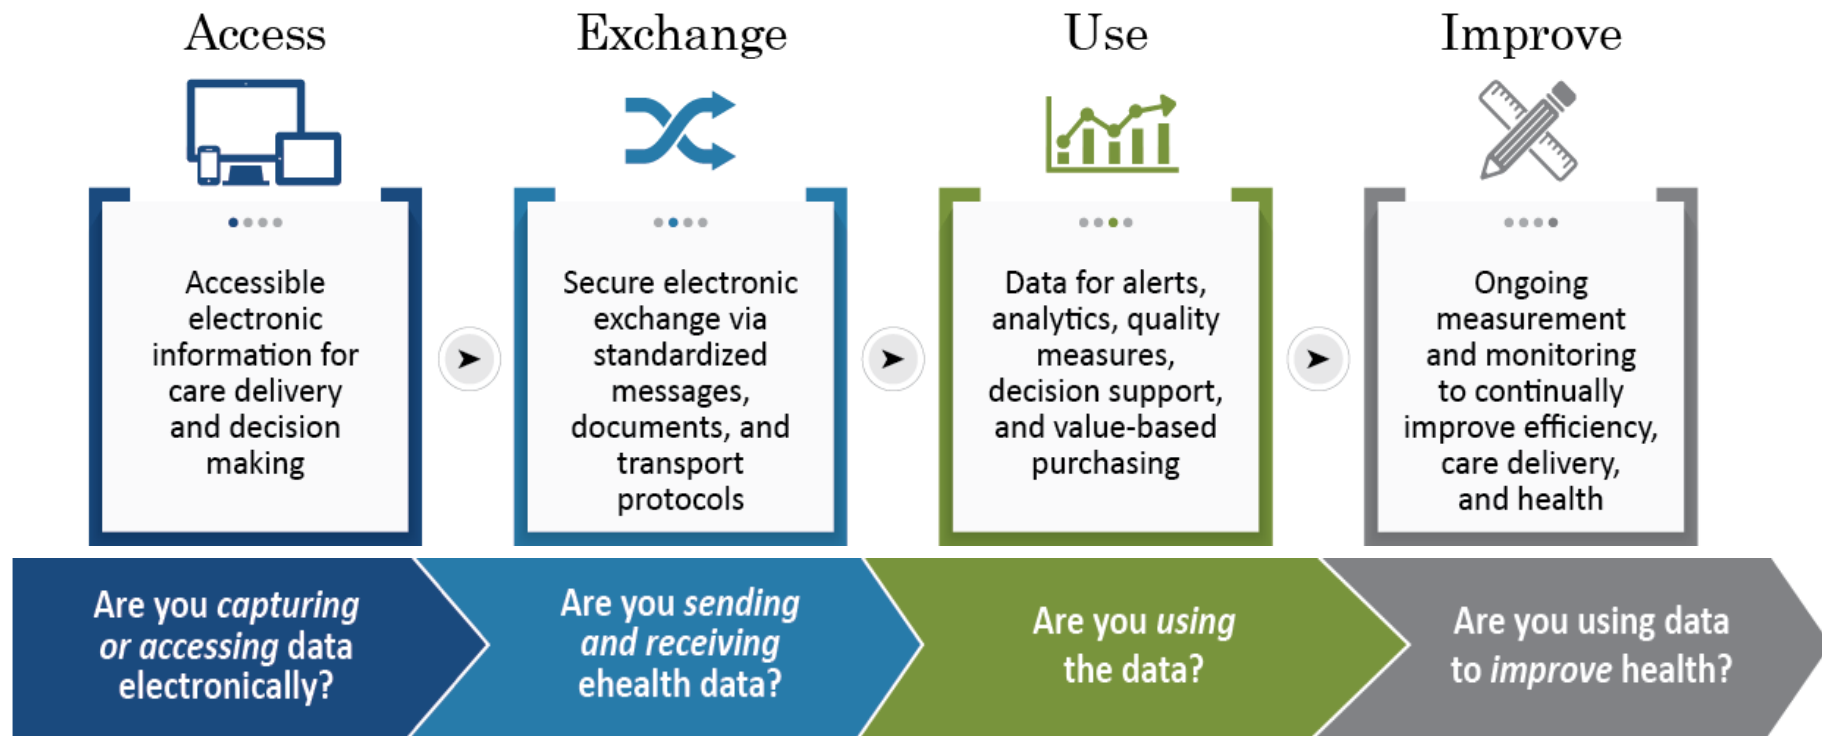 Access
Exchange
Use
Improve
Accessible
electronic
information for
care delivery
and decision
making
Secure electronic
exchange via
standardized
messages,
documents, and
transport
protocols
Data for alerts,
analytics, quality
measures,
decision support,
and value-based
purchasing
Ongoing
measurement
and monitoring
to continually
improve efficiency,
care delivery,
and health
Are you capturing
or accessing data
electronically?
Are you sending
and receiving
ehealth data?
Are you using
the data?
Are you using data
to improve health?